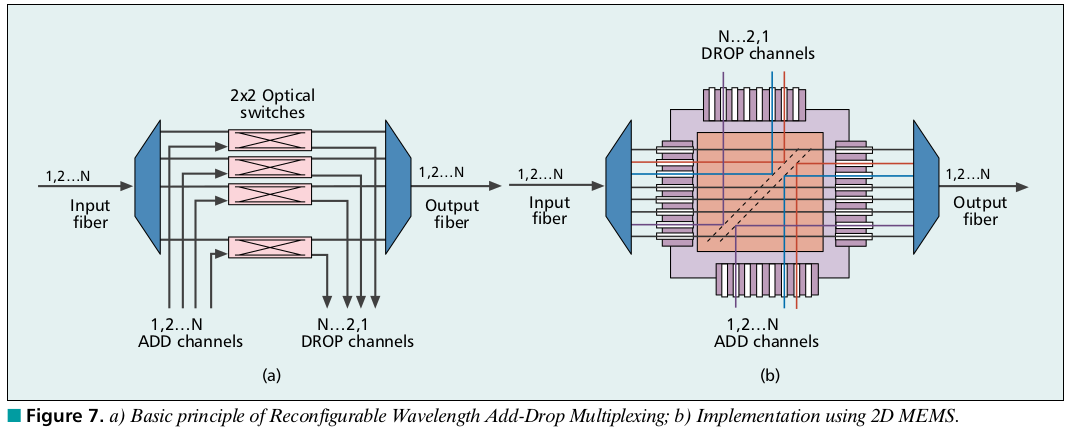 2x2 Optical
switches
1,2...N
Input
fiber
1,2...N
Output
fiber
1,2...N
ADD channels
N...2,1
DROP channels
(a)
N...2,1
DROP channels
1,2...N
Input
fiber
1,2...N
Output
fiber
1,2...N
ADD channels
(b)
Figure 7. a) Basic principle of Reconfigurable Wavelength Add-Drop Multiplexing; b) Implementation using 2D MEMS.